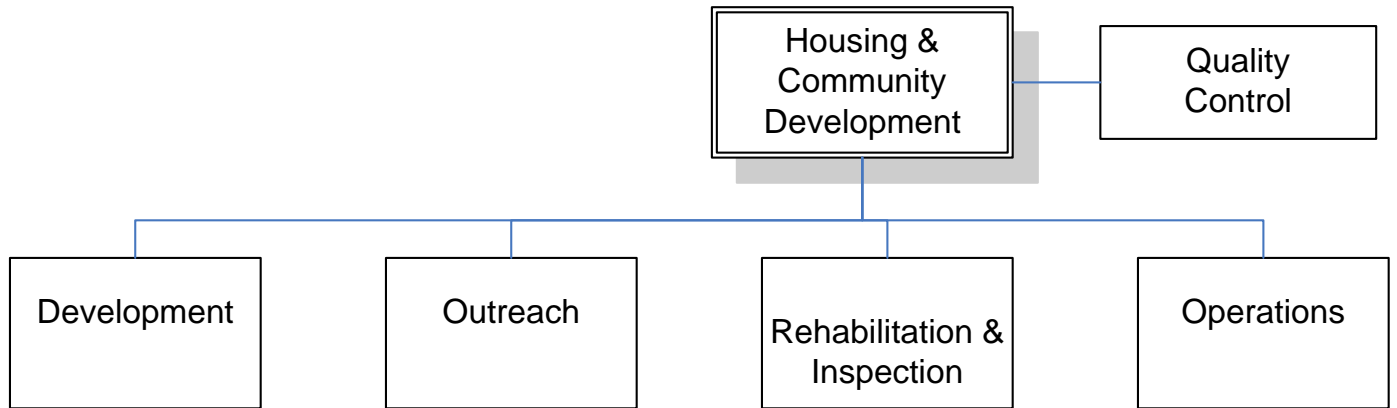 Housing &
Community
Development
Quality
Control
Development
Outreach
Rehabilitation &
Inspection
Operations